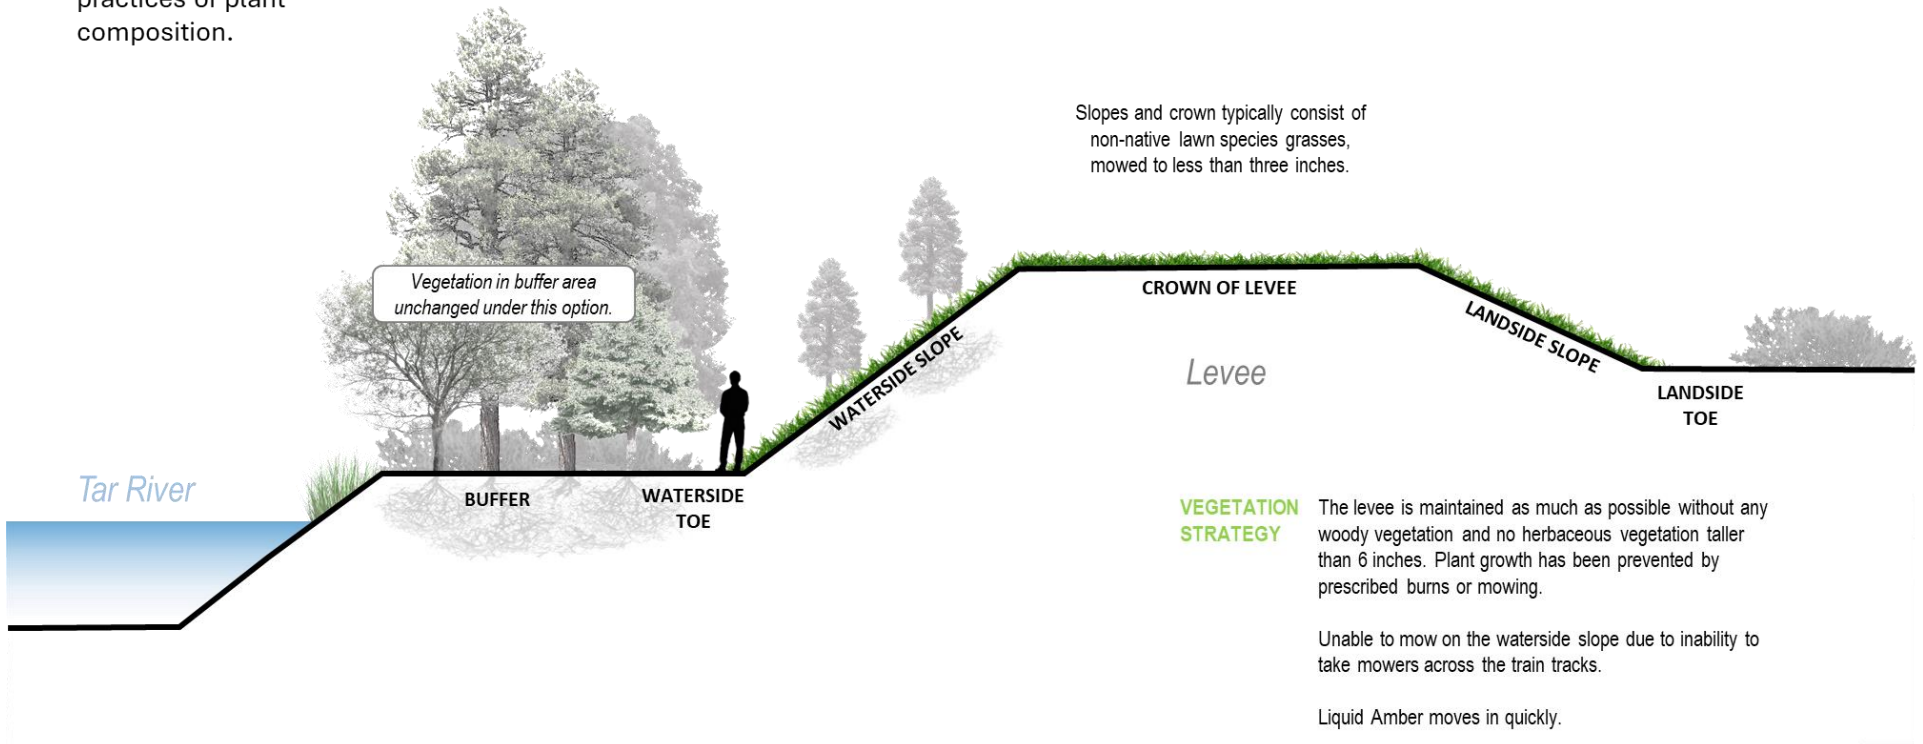 practices of plant
composition.
Slopes and crown typically consist of
non-native lawn species grasses,
mowed to less than three inches.
Vegetation in buffer area
unchanged under this option.
CROWN OF LEVEE
WATERSIDE SLOPE
LANDSIDE SLOPE
Levee
LANDSIDE
TOE
Tar River
BUFFER
WATERSIDE
TOE
VEGETATION
STRATEGY
The levee is maintained as much as possible without any
woody vegetation and no herbaceous vegetation taller
than 6 inches. Plant growth has been prevented by
prescribed burns or mowing.
Unable to mow on the waterside slope due to inability to
take mowers across the train tracks.
Liquid Amber moves in quickly.